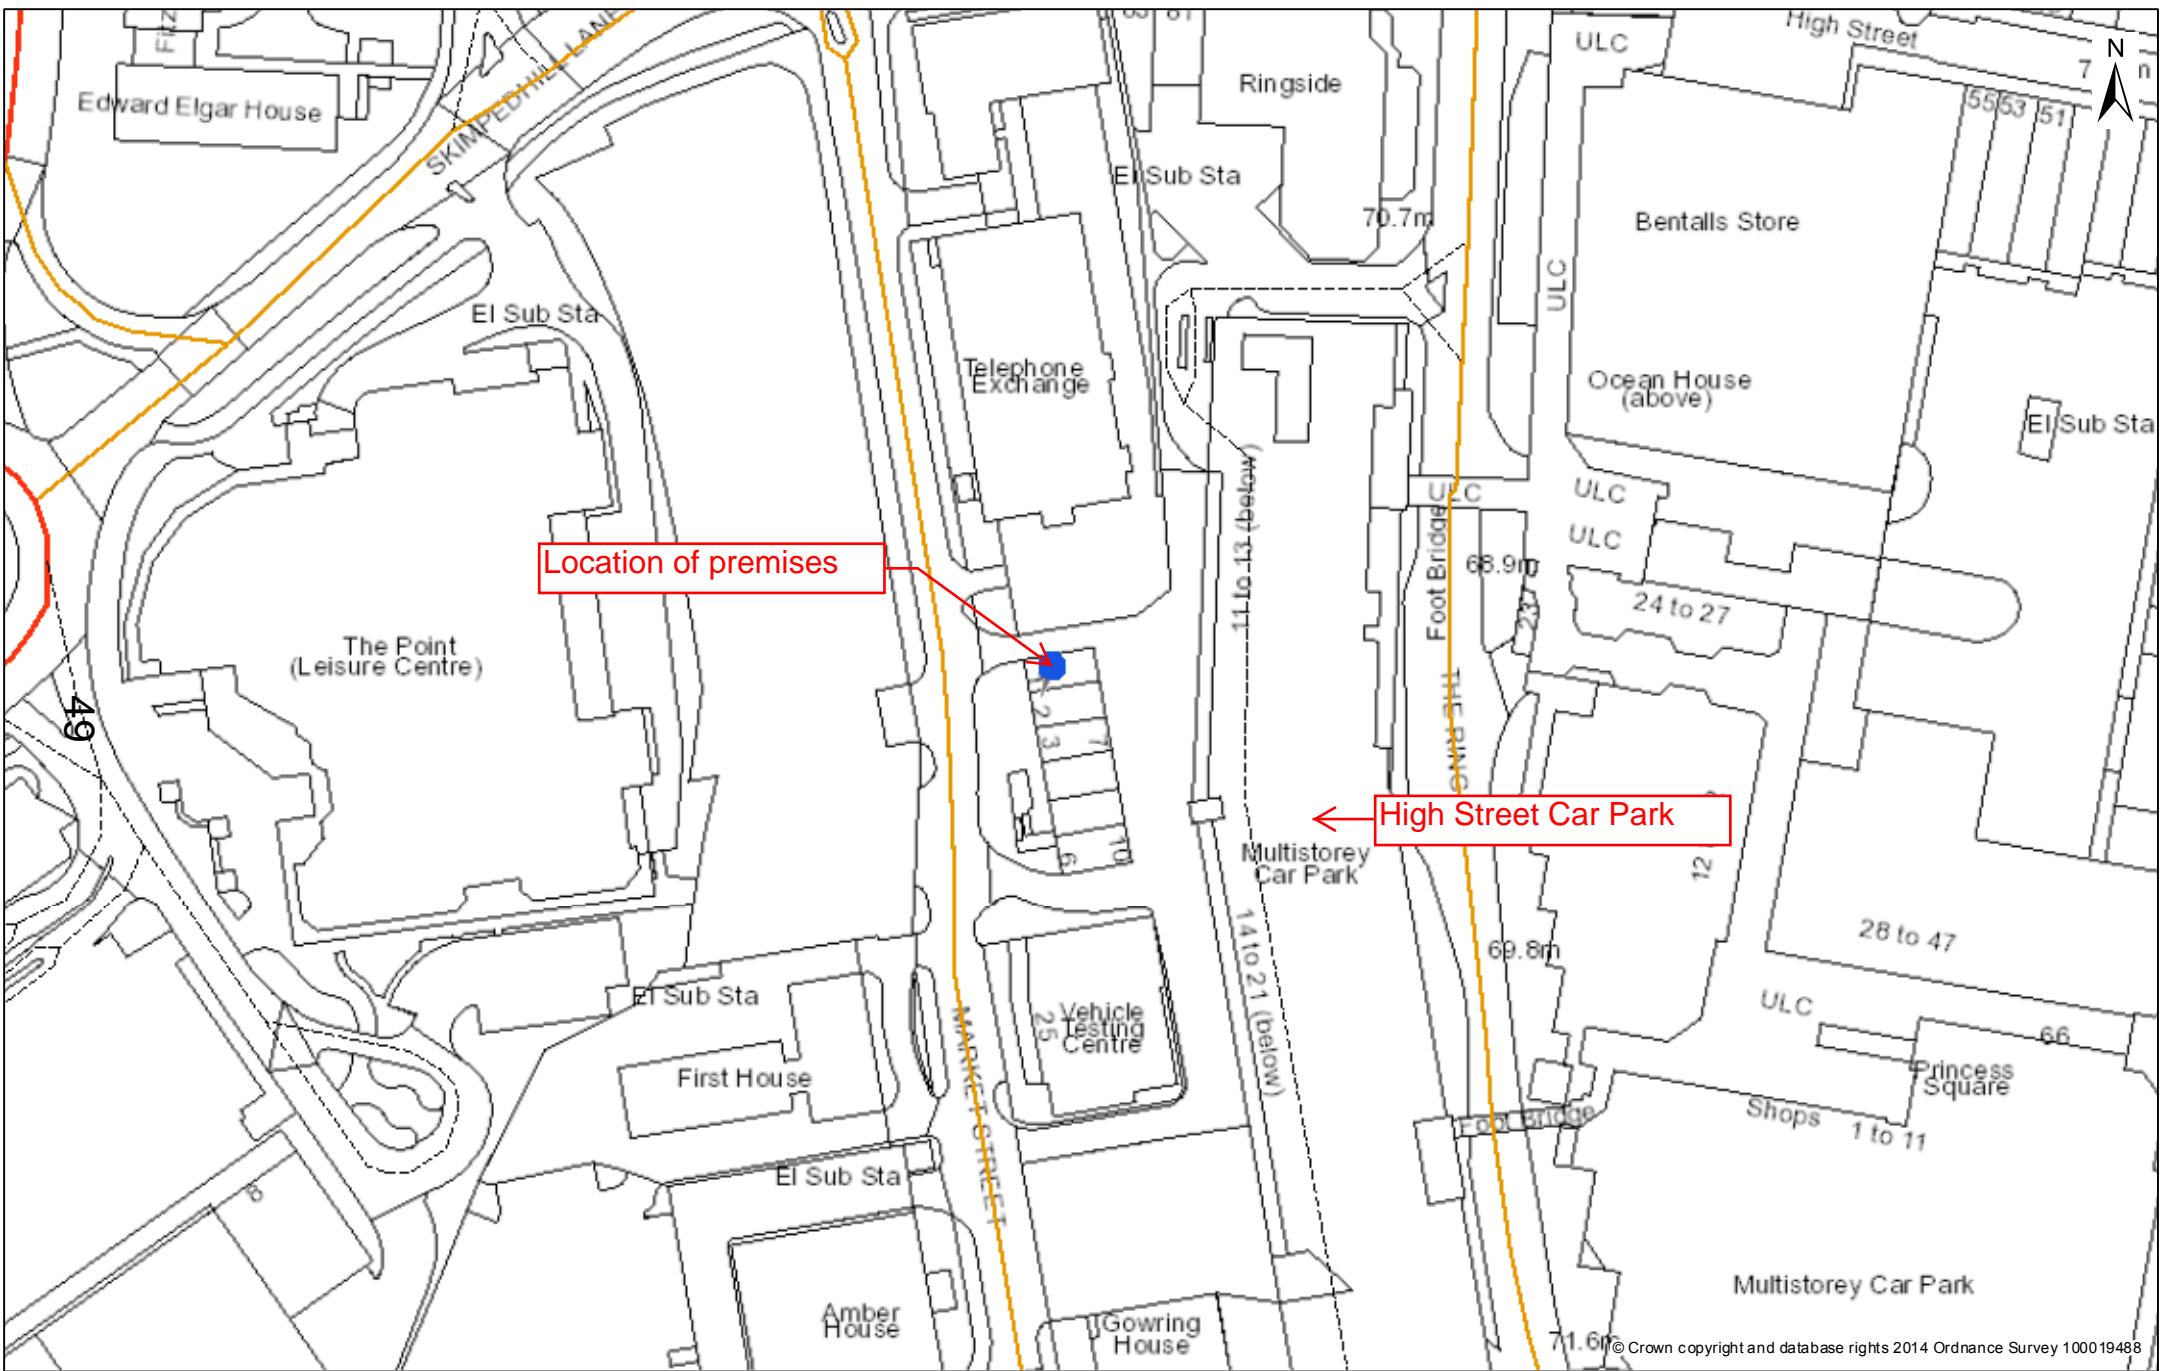 High Street
N
ULC
Ringside
Edward Elgar House
SKIMPEDHILL LANE
55
53
51
El Sub Sta
70.7m
Bentalls Store
ULC
El Sub Sta
Telephone
Exchange
Ocean House
(above)
El Sub Sta
11 to 13 (below)
ULC
ULC
ULC
Foot Bridge
68.9m
Location of premises
24 to 27
23
The Point
(Leisure Centre)
THE RING
49
2
3
7
6
10
High Street Car Park
Multistorey
Car Park
12
14 to 21 (below)
69.8m
28 to 47
El Sub Sta
ULC
Vehicle
Testing
Centre
25
MARKET STREET
66
First House
Princess
Square
Foot Bridge
Shops
1 to 11
El Sub Sta
8
Multistorey Car Park
Amber
House
Gowring
House
71.6m
© Crown copyright and database rights 2014 Ordnance Survey 100019488